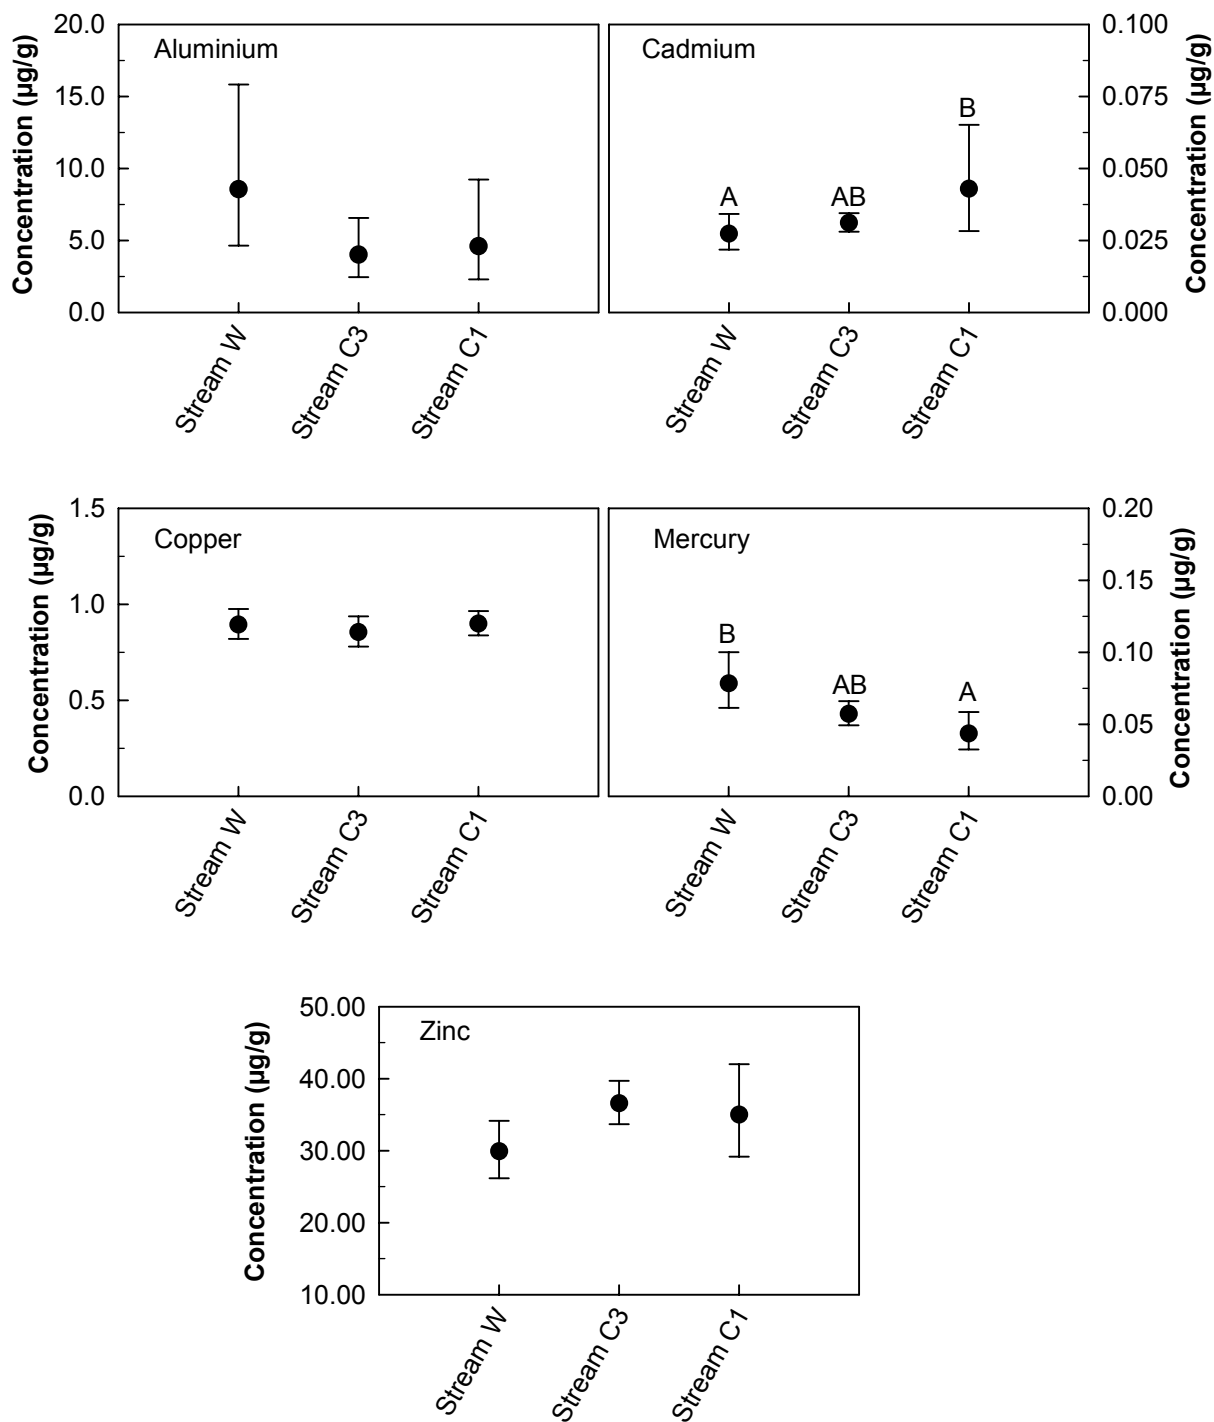 Concentration (µg/g)
20.0
15.0
10.0
5.0
0.0
Aluminium
Stream W
Stream C3
Stream C1
Cadmium
A
AB
B
Stream W
Stream C3
Stream C1
0.100
0.075
0.050
0.025
0.000
Concentration (µg/g)
Concentration (µg/g)
1.5
1.0
0.5
0.0
Copper
Stream W
Stream C3
Stream C1
Mercury
B
AB
A
Stream W
Stream C3
Stream C1
0.20
0.15
0.10
0.05
0.00
Concentration (µg/g)
Concentration (µg/g)
50.00
40.00
30.00
20.00
10.00
Zinc
Stream W
Stream C3
Stream C1